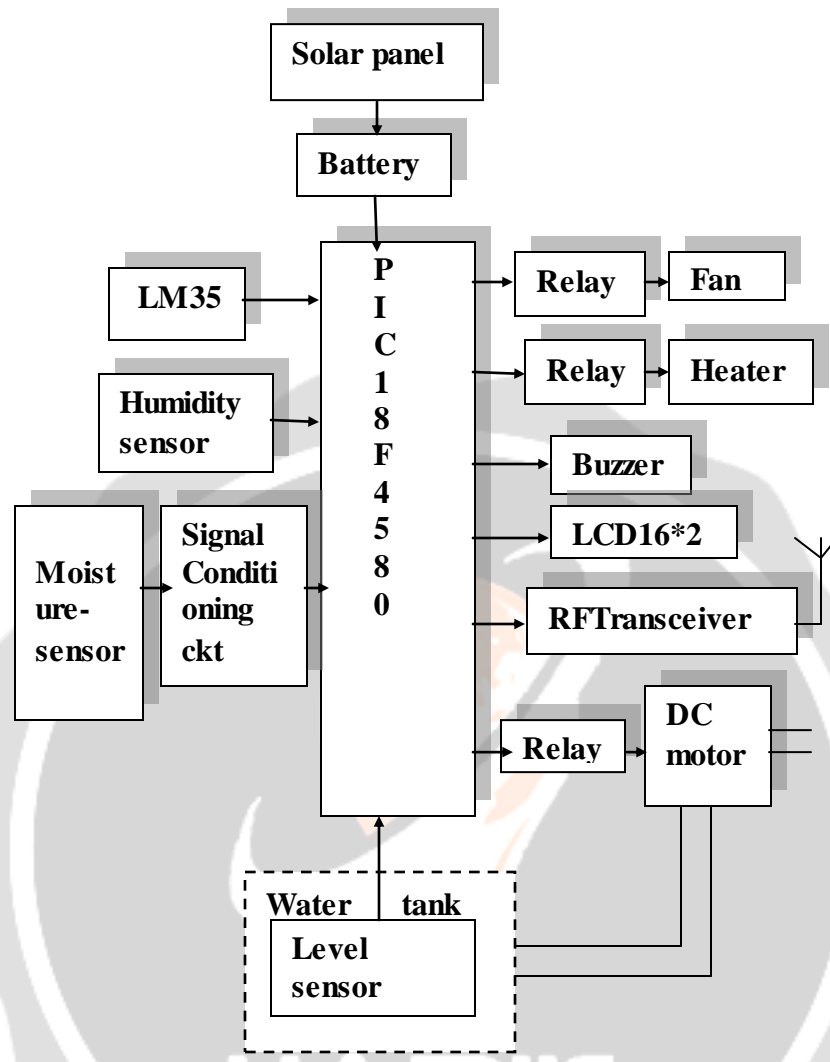 Solar panel
Battery
P
I
C
1
8
F
4
5
8
0
LM35
Humidity
sensor
Moist
ure-
sensor
Signal
Conditi
oning
ckt
Relay
Fan
Relay
Heater
Buzzer
LCD16*2
RFTransceiver
Relay
DC
motor
Water tank
Level
sensor